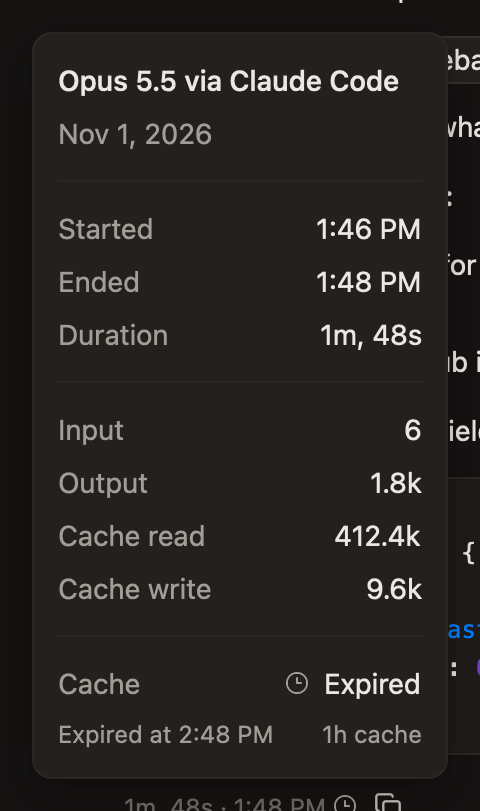 Opus 5.5 via Claude Code
Nov 1, 2026
Started 1:46 PM
Ended 1:48 PM
Duration 1m, 48s
Input 6
Output 1.8k
Cache read 412.4k
Cache write 9.6k
Cache Expired
Expired at 2:48 PM 1h cache
1m, 48s · 1:48 PM